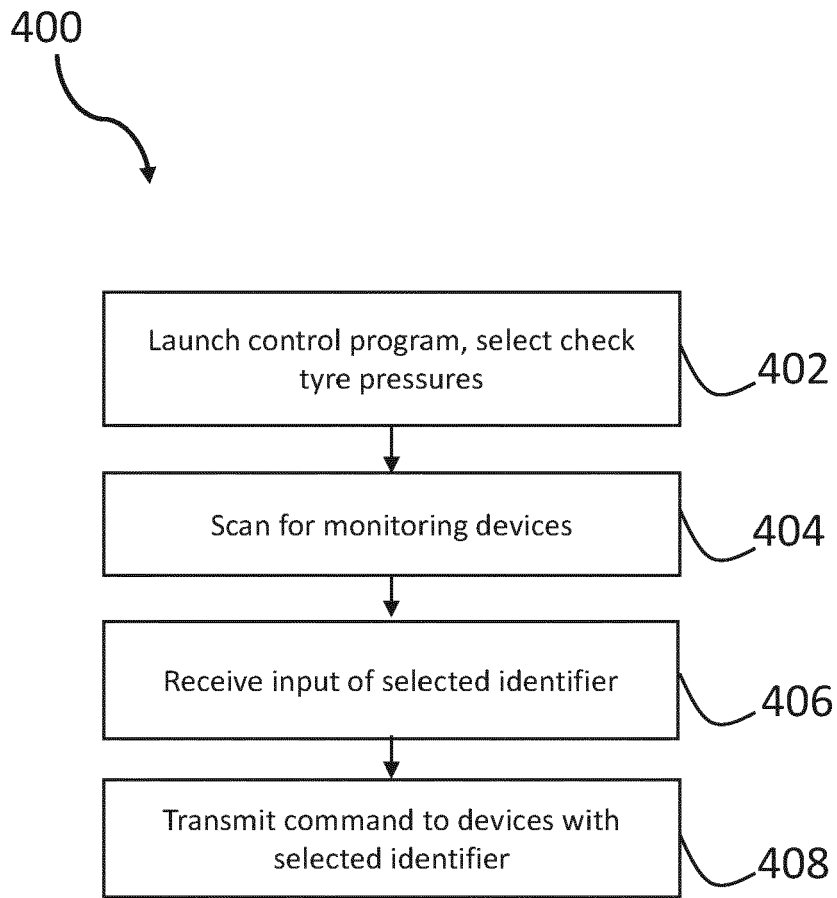 400
Launch control program, select check
tyre pressures
402
Scan for monitoring devices
404
Receive input of selected identifier
406
Transmit command to devices with
selected identifier
408